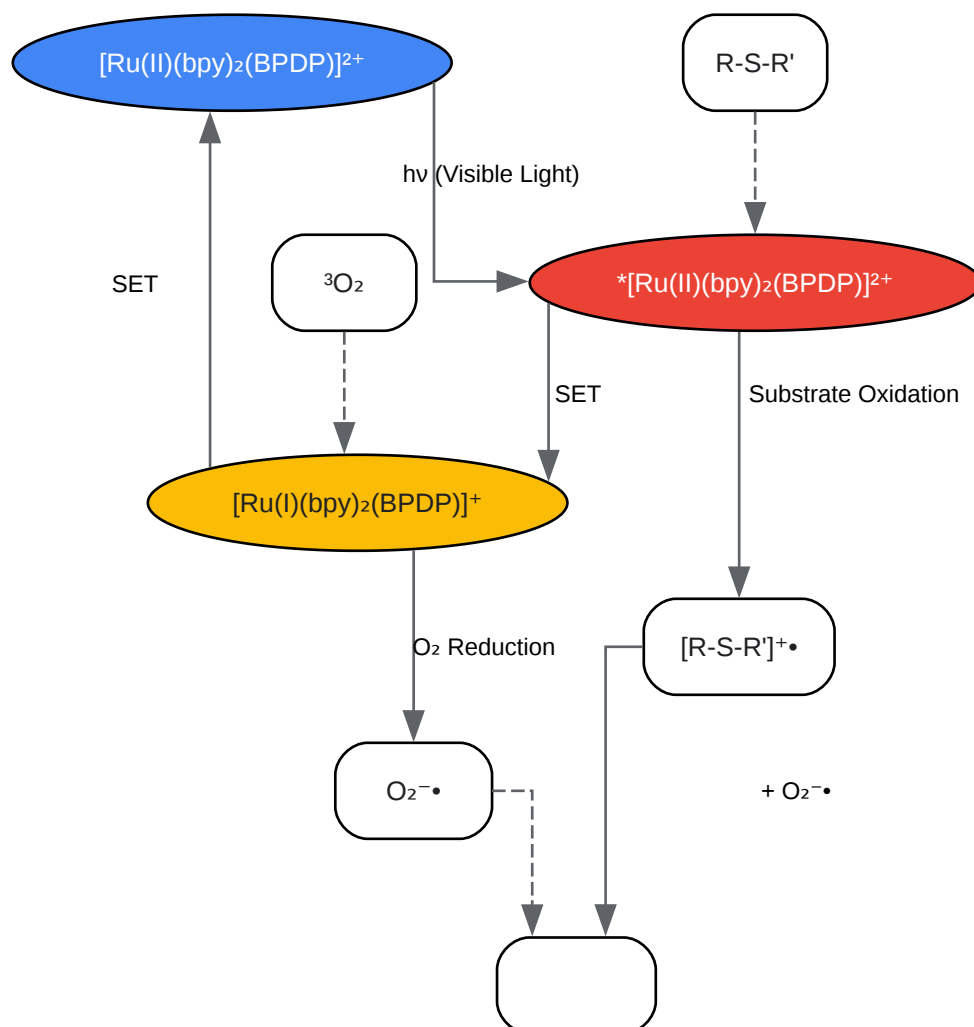 [Ru(II)(bpy)₂(BPDP)]²⁺
R-S-R'
hν (Visible Light)
SET
³O₂
*[Ru(II)(bpy)₂(BPDP)]²⁺
SET
Substrate Oxidation
[Ru(I)(bpy)₂(BPDP)]⁺
O₂ Reduction
[R-S-R']⁺•
O₂⁻•
+ O₂⁻•